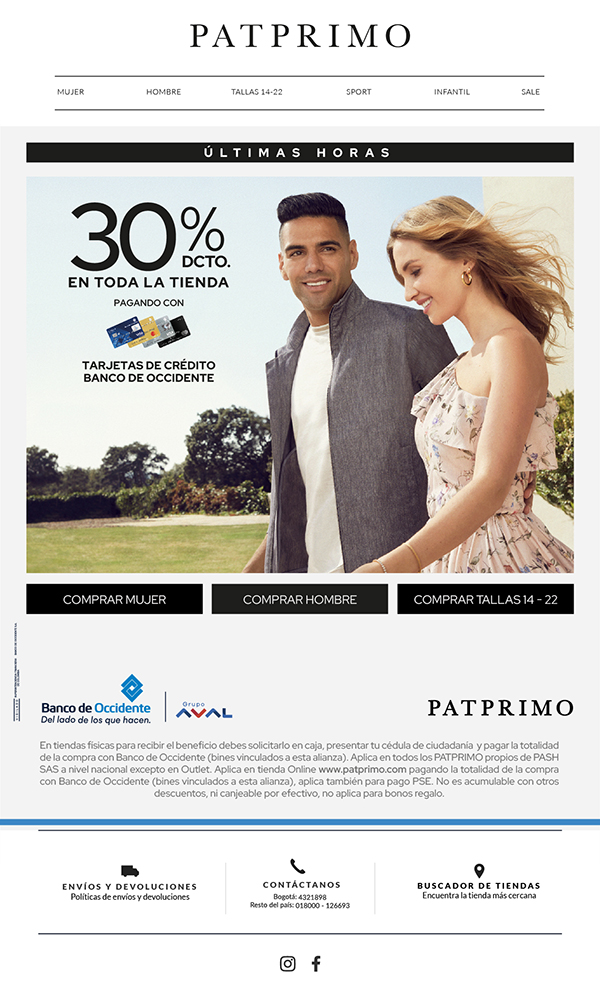 PATPRIMO
MUJER HOMBRE TALLAS 14-22 SPORT INFANTIL SALE
ÚLTIMAS HORAS
30%
DCTO.
EN TODA LA TIENDA
PAGANDO CON
TARJETAS DE CRÉDITO
BANCO DE OCCIDENTE
COMPRAR MUJER COMPRAR HOMBRE COMPRAR TALLAS 14 - 22
Banco de Occidente
Del lado de los que hacen.
Grupo
AVAL
PATPRIMO
En tiendas físicas para recibir el beneficio debes solicitarlo en caja, presentar tu cédula de ciudadanía y pagar la totalidad
de la compra con Banco de Occidente (bines vinculados a esta alianza). Aplica en todos los PATPRIMO propios de PASH
SAS a nivel nacional excepto en Outlet. Aplica en tienda Online www.patprimo.com pagando la totalidad de la compra
con Banco de Occidente (bines vinculados a esta alianza), aplica también para pago PSE. No es acumulable con otros
descuentos, ni canjeable por efectivo, no aplica para bonos regalo.
ENVÍOS Y DEVOLUCIONES
Políticas de envíos y devoluciones
CONTÁCTANOS
Bogotá: 4321898
Resto del país: 018000 - 126693
BUSCADOR DE TIENDAS
Encuentra la tienda más cercana